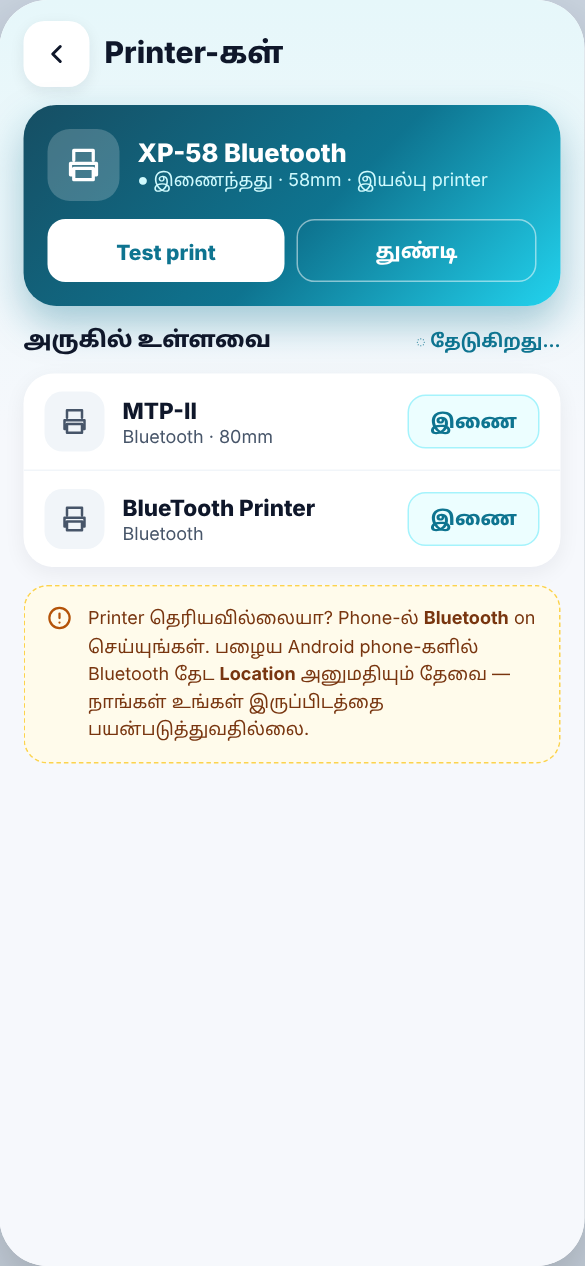 Printer-கள்
XP-58 Bluetooth
● இணைந்தது · 58mm · இயல்பு printer
Test print
துண்டி
அருகில் உள்ளவை
தேடுகிறது...
MTP-II
Bluetooth · 80mm
இணை
BlueTooth Printer
Bluetooth
இணை
Printer தெரியவில்லையா? Phone-ல் Bluetooth on
செய்யுங்கள். பழைய Android phone-களில்
Bluetooth தேட Location அனுமதியும் தேவை —
நாங்கள் உங்கள் இருப்பிடத்தை
பயன்படுத்துவதில்லை.